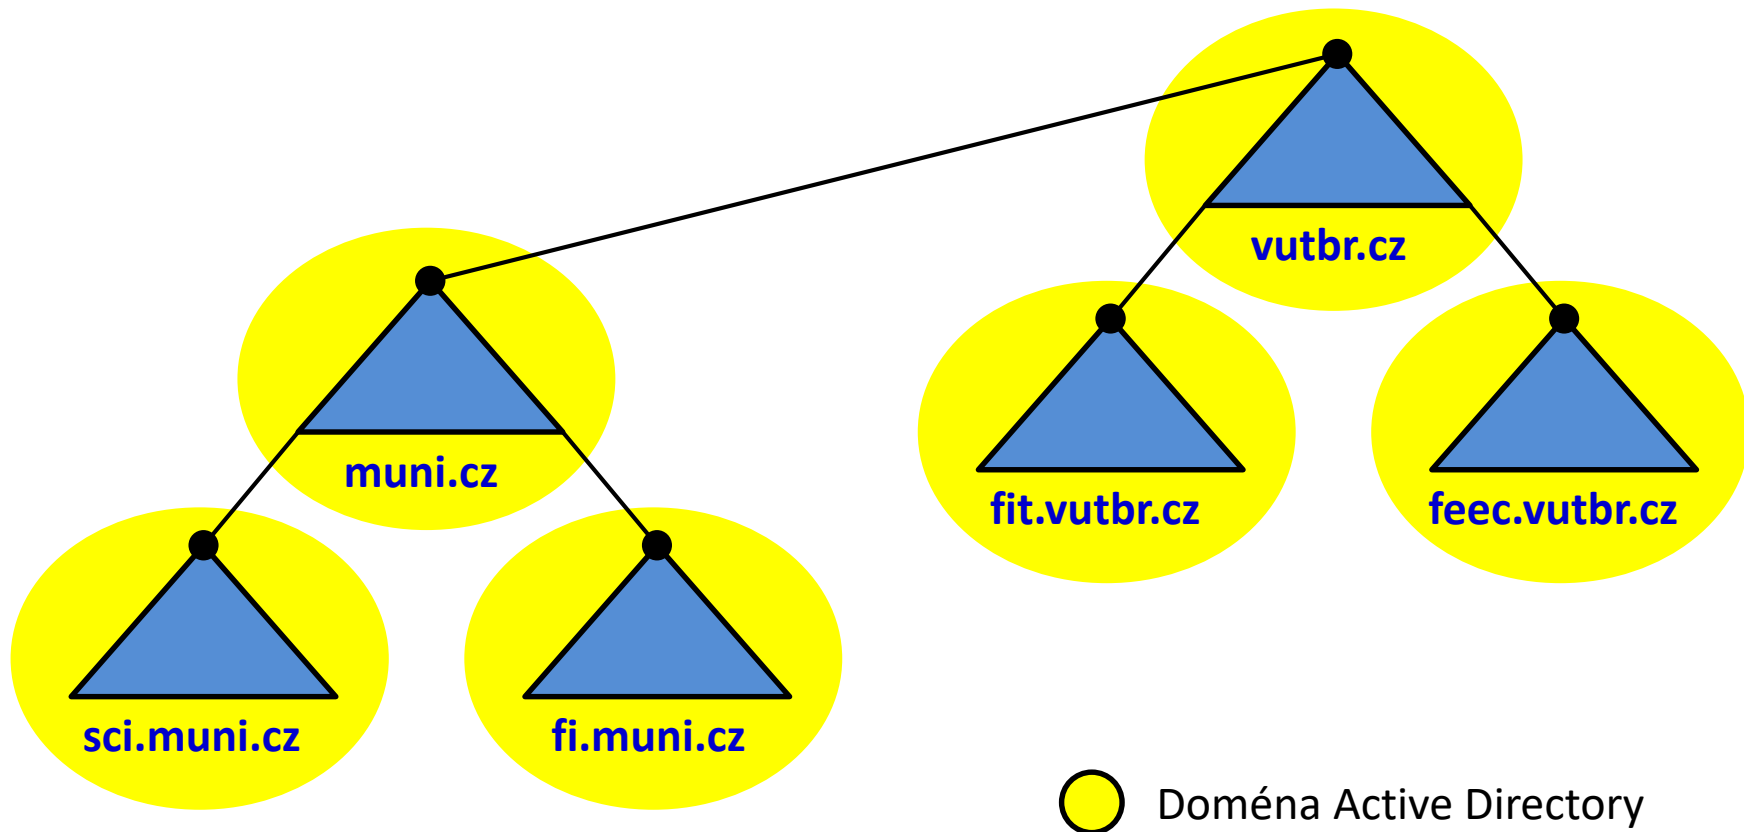 vutbr.cz
muni.cz
fit.vutbr.cz
feec.vutbr.cz
sci.muni.cz
fi.muni.cz
Doména Active Directory